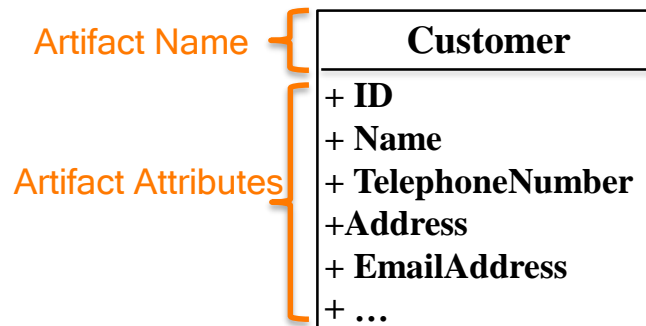 Artifact Name
Customer
Artifact Attributes
+ ID
+ Name
+ TelephoneNumber
+Address
+ EmailAddress
+ ...